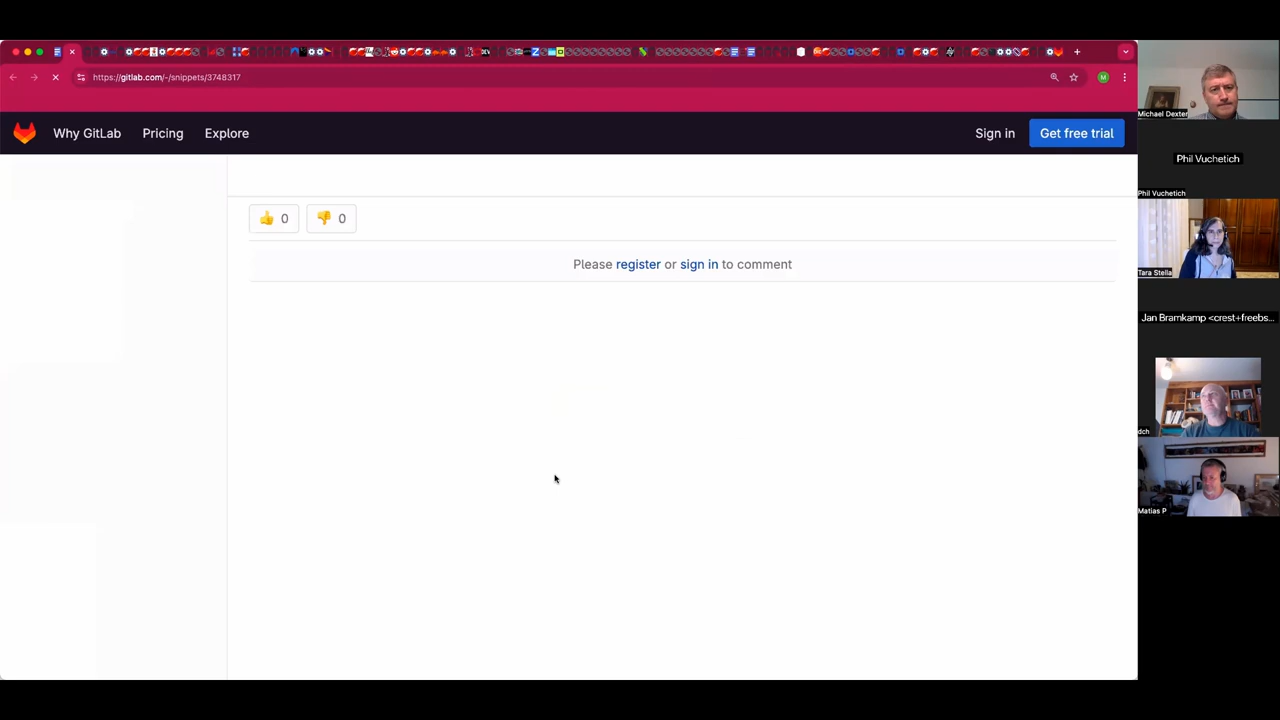 https://gitlab.com/-/snippets/3748317
M
Why GitLab
Pricing
Explore
Sign in
Get free trial
👍 0
👎 0
Please register or sign in to comment
Michael Dexter
Phil Vuchetich
Phil Vuchetich
Tara Stella
Jan Bramkamp <crest+freebs...
dch
Matias P